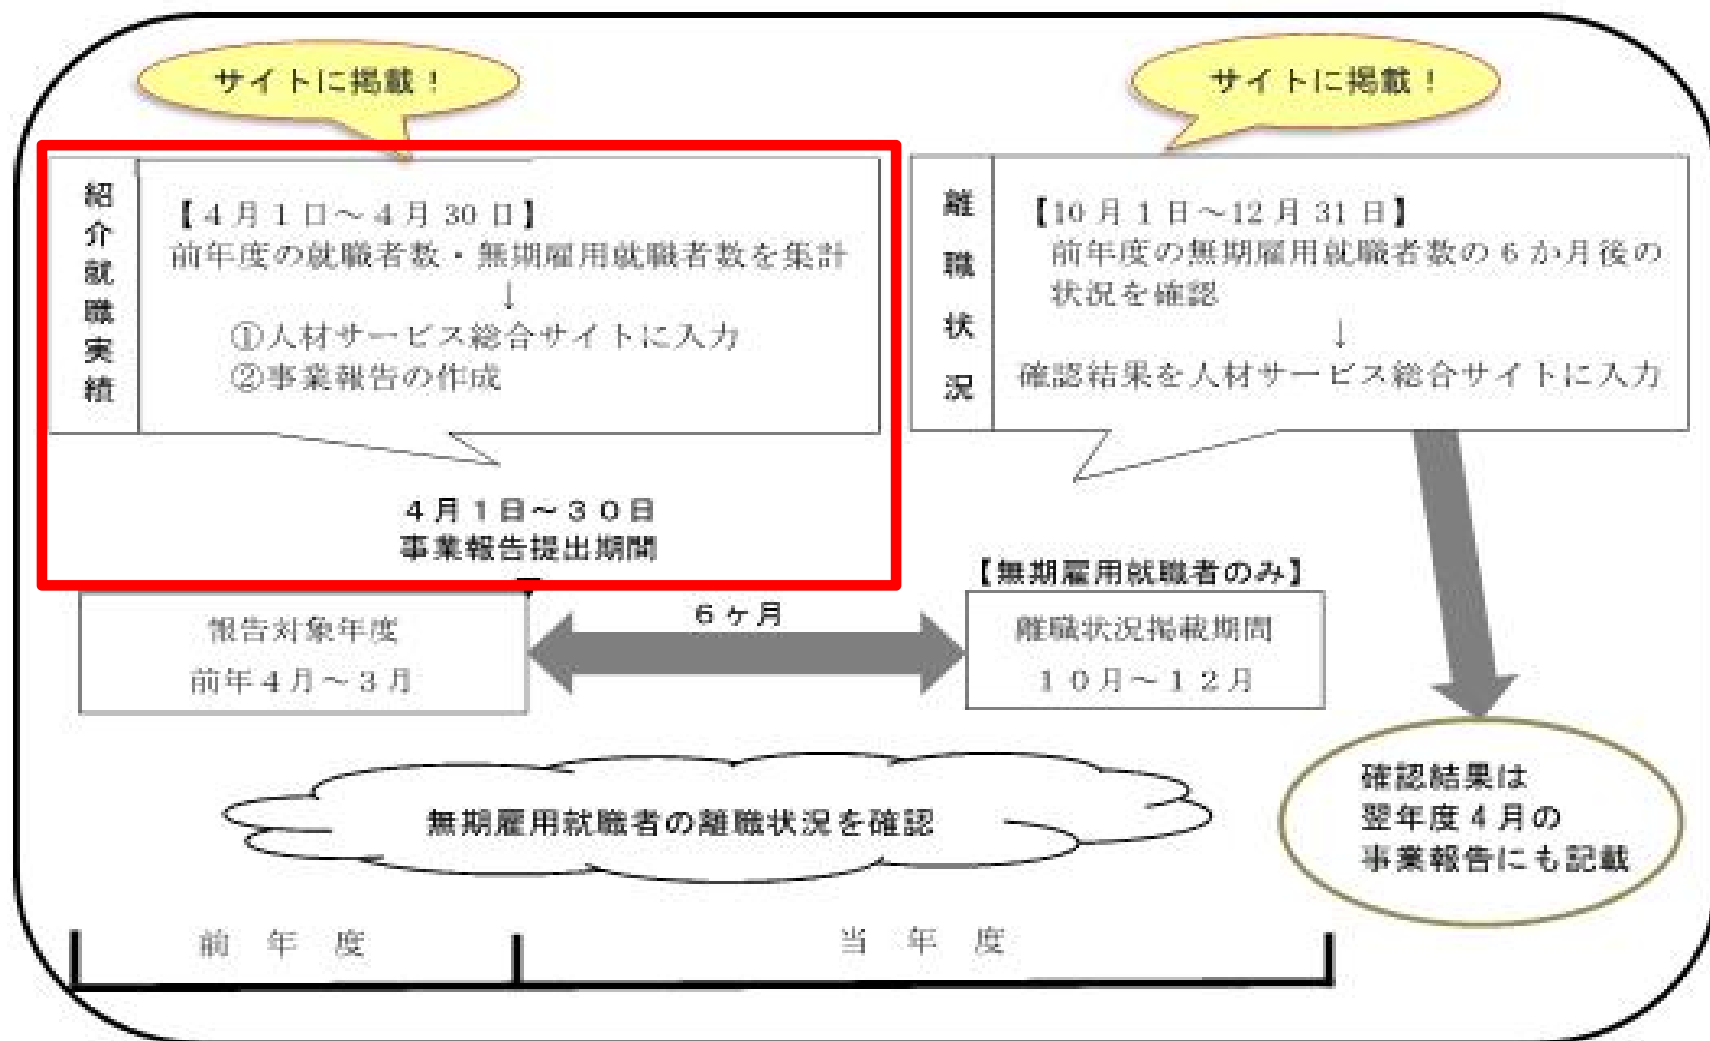 サイトに掲載！
サイトに掲載！
紹介就職実績
【４月１日～４月30日】
前年度の就職者数・無期雇用就職者数を集計
↓
①人材サービス総合サイトに入力
②事業報告の作成
離職状況
【10月１日～12月31日】
前年度の無期雇用就職者数の６か月後の
状況を確認
↓
確認結果を人材サービス総合サイトに入力
４月１日～３０日
事業報告提出期間
【無期雇用就職者のみ】
報告対象年度
前年４月～３月
６ヶ月
離職状況掲載期間
１０月～１２月
無期雇用就職者の離職状況を確認
確認結果は
翌年度４月の
事業報告にも記載
前　年　度
当　年　度